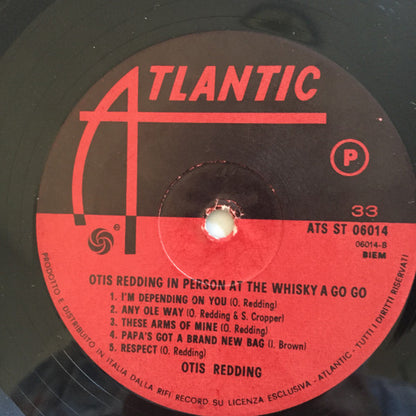 ATLANTIC
®
P
33
ATS ST 06014
06014-B
BIEM
OTIS REDDING IN PERSON AT THE WHISKY A GO GO
1. I'M DEPENDING ON YOU (O. Redding)
2. ANY OLE WAY (O. Redding & S. Cropper)
3. THESE ARMS OF MINE (O. Redding)
4. PAPA'S GOT A BRAND NEW BAG (J. Brown)
5. RESPECT (O. Redding)
OTIS REDDING
PRODOTTO E DISTRIBUITO IN ITALIA DALLA RIFI RECORD SU LICENZA ESCLUSIVA - ATLANTIC - TUTTI I DIRITTI RISERVATI